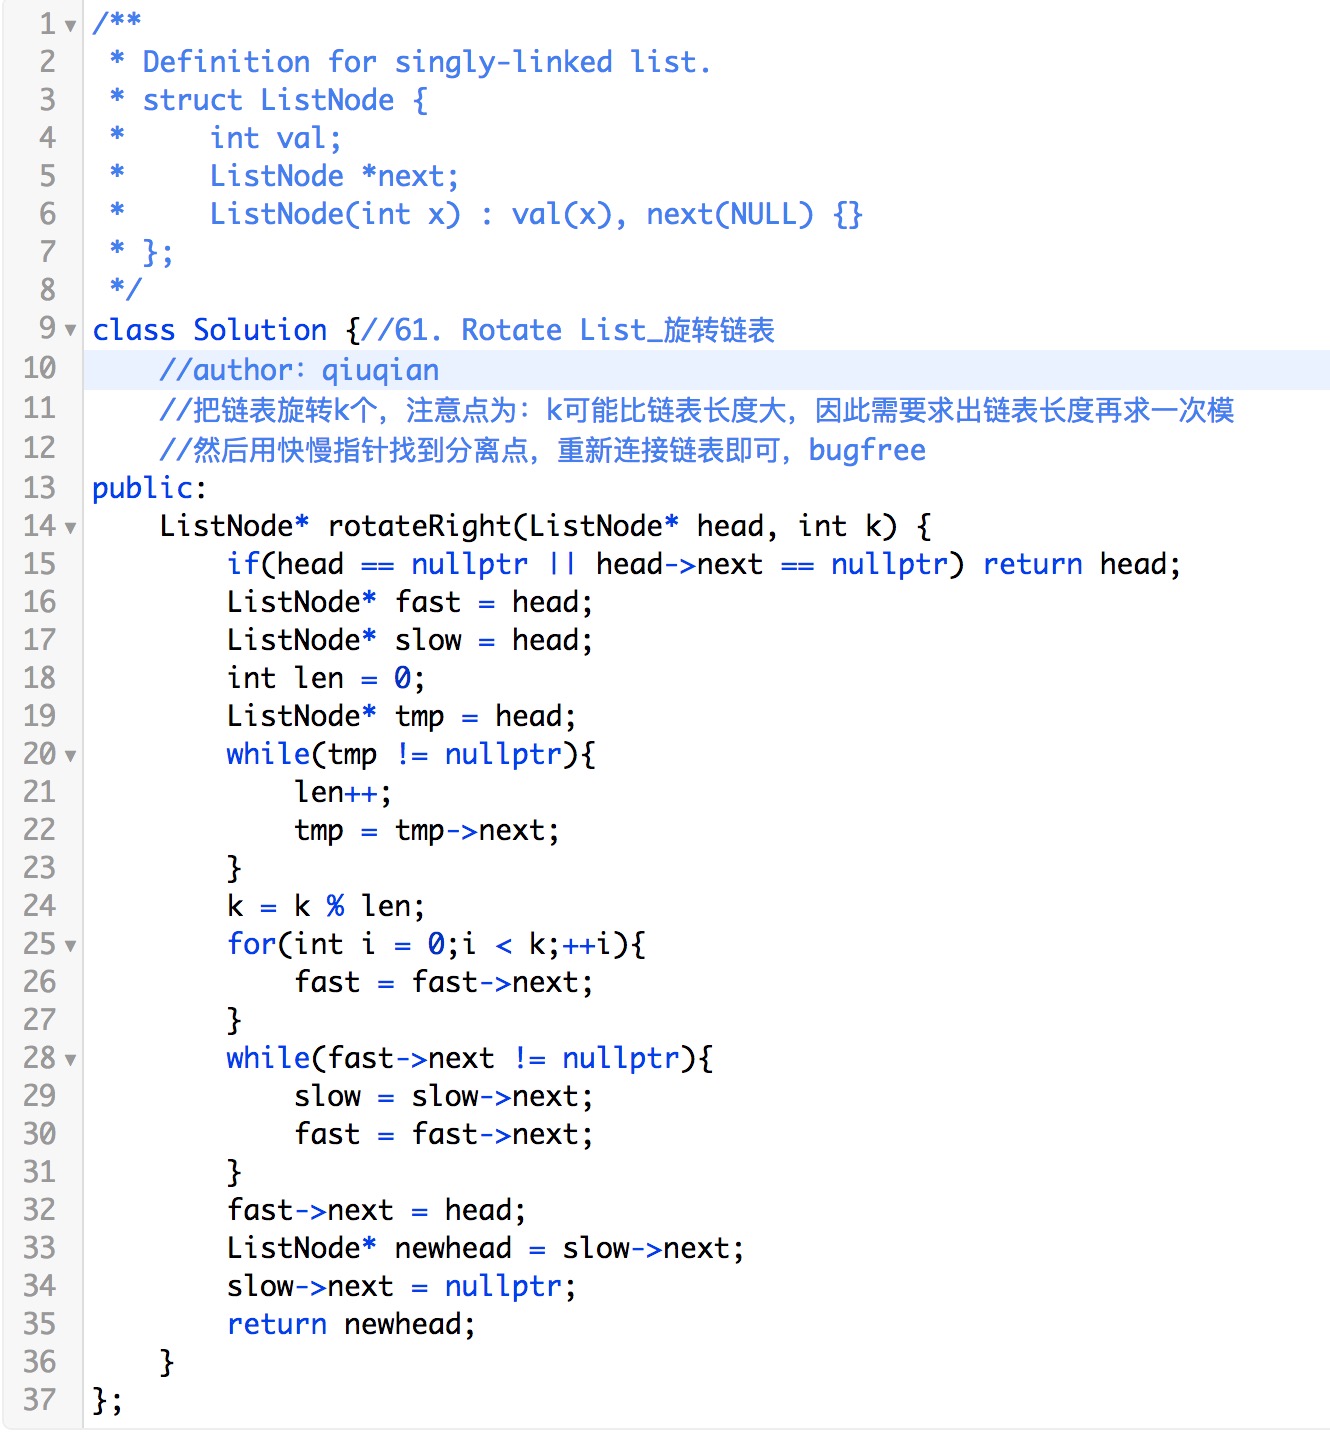 1 /**
2  * Definition for singly-linked list.
3  * struct ListNode {
4  *     int val;
5  *     ListNode *next;
6  *     ListNode(int x) : val(x), next(NULL) {}
7  * };
8  */
9 class Solution {//61. Rotate List_旋转链表
10     //author：qiuqian
11     //把链表旋转k个，注意点为：k可能比链表长度大，因此需要求出链表长度再求一次模
12     //然后用快慢指针找到分离点，重新连接链表即可，bugfree
13 public:
14     ListNode* rotateRight(ListNode* head, int k) {
15         if(head == nullptr || head->next == nullptr) return head;
16         ListNode* fast = head;
17         ListNode* slow = head;
18         int len = 0;
19         ListNode* tmp = head;
20         while(tmp != nullptr){
21             len++;
22             tmp = tmp->next;
23         }
24         k = k % len;
25         for(int i = 0;i < k;++i){
26             fast = fast->next;
27         }
28         while(fast->next != nullptr){
29             slow = slow->next;
30             fast = fast->next;
31         }
32         fast->next = head;
33         ListNode* newhead = slow->next;
34         slow->next = nullptr;
35         return newhead;
36     }
37 };